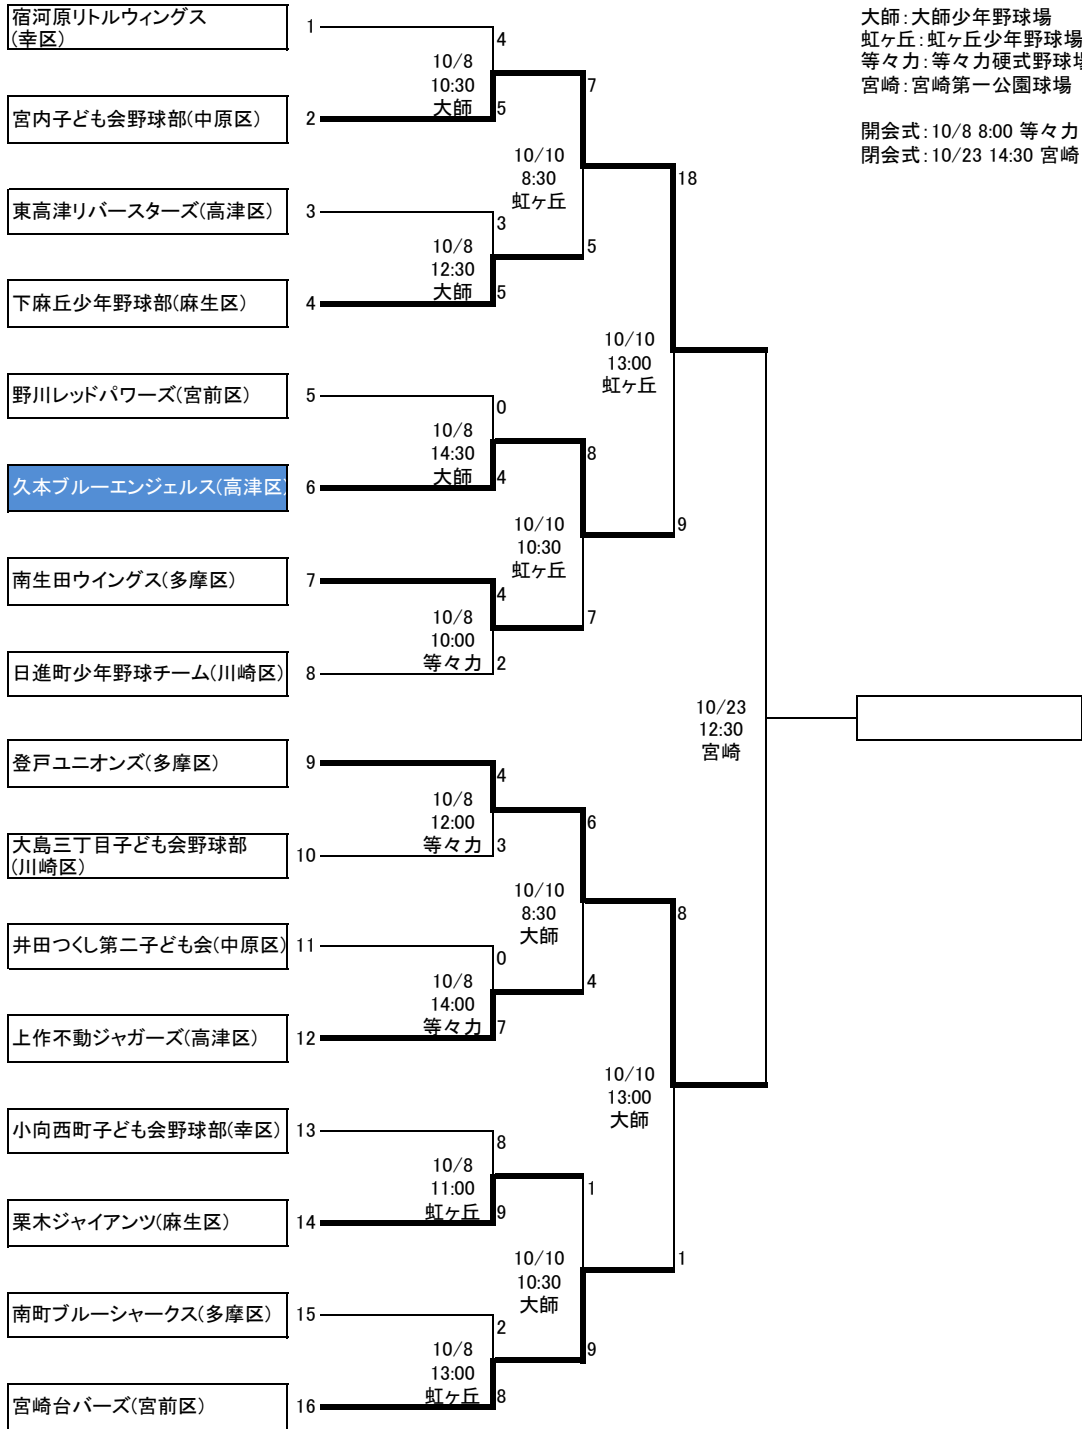 宿河原リトルウィングス
(幸区)
1
4
10/8
10:30
大師
5
宮内子ども会野球部(中原区)
2
7
10/10
8:30
虹ヶ丘
東高津リバースターズ(高津区)
3
3
10/8
12:30
大師
5
5
下麻丘少年野球部(麻生区)
4
18
10/10
13:00
虹ヶ丘
野川レッドパワーズ(宮前区)
5
0
10/8
14:30
大師
4
8
久本ブルーエンジェルス(高津区)
6
10/10
10:30
虹ヶ丘
9
南生田ウイングス(多摩区)
7
4
10/8
10:00
等々力
2
7
日進町少年野球チーム(川崎区)
8
10/23
12:30
宮崎
登戸ユニオンズ(多摩区)
9
4
10/8
12:00
等々力
3
6
大島三丁目子ども会野球部
(川崎区)
10
10/10
8:30
大師
8
井田つくし第二子ども会(中原区)
11
0
10/8
14:00
等々力
7
4
上作不動ジャガーズ(高津区)
12
10/10
13:00
大師
小向西町子ども会野球部(幸区)
13
8
10/8
11:00
虹ヶ丘
9
1
栗木ジャイアンツ(麻生区)
14
10/10
10:30
大師
1
南町ブルーシャークス(多摩区)
15
2
10/8
13:00
虹ヶ丘
8
9
宮崎台バーズ(宮前区)
16
大師:大師少年野球場
虹ヶ丘:虹ヶ丘少年野球場
等々力:等々力硬式野球場
宮崎:宮崎第一公園球場
開会式:10/8 8:00 等々力
閉会式:10/23 14:30 宮崎